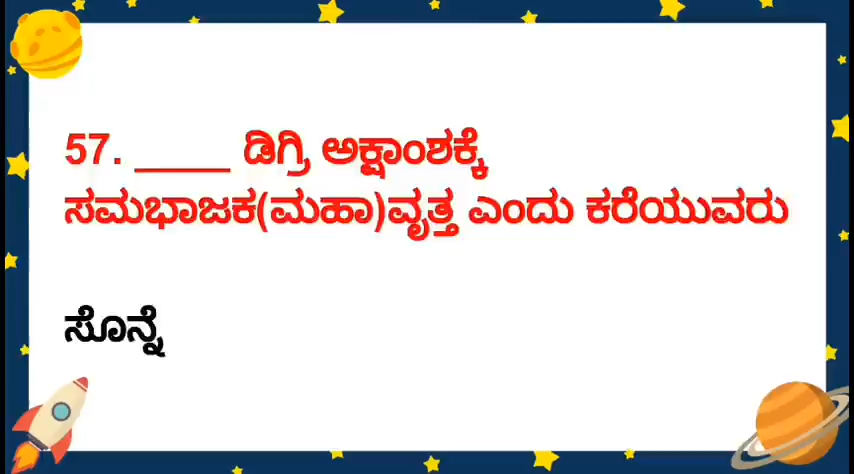 57. ____ ಡಿಗ್ರಿ ಅಕ್ಷಾಂಶಕ್ಕೆ
ಸಮಭಾಜಕ(ಮಹಾ)ವೃತ್ತ ಎಂದು ಕರೆಯುವರು
ಸೊನ್ನೆ